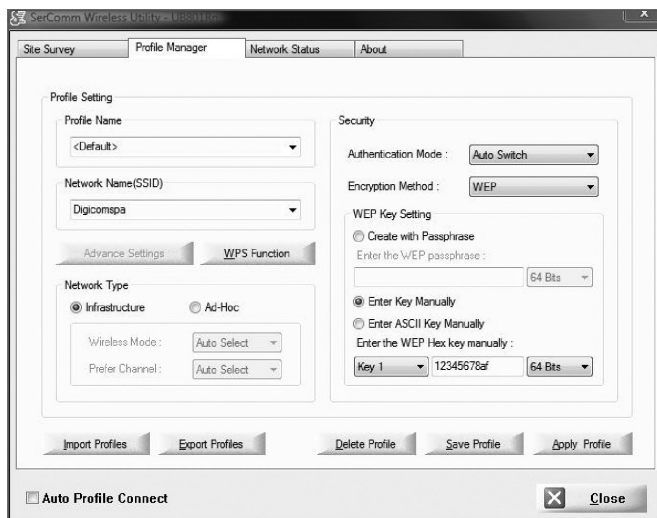 SerComm Wireless Utility -
Site Survey
Profile Manager
Network Status
About
Profile Setting
Profile Name
<Default>
Network Name(SSID)
Digicomspa
Advance Settings
WPS Function
Network Type
Infrastructure
Ad-Hoc
Wireless Mode :
Auto Select
Prefer Channel :
Auto Select
Security
Authentication Mode :
Auto Switch
Encryption Method :
WEP
WEP Key Setting
Create with Passphrase
Enter the WEP passphrase :
64 Bits
Enter Key Manually
Enter ASCII Key Manually
Enter the WEP Hex key manually :
Key 1
12345678af
64 Bits
Import Profiles
Export Profiles
Delete Profile
Save Profile
Apply Profile
Auto Profile Connect
Close